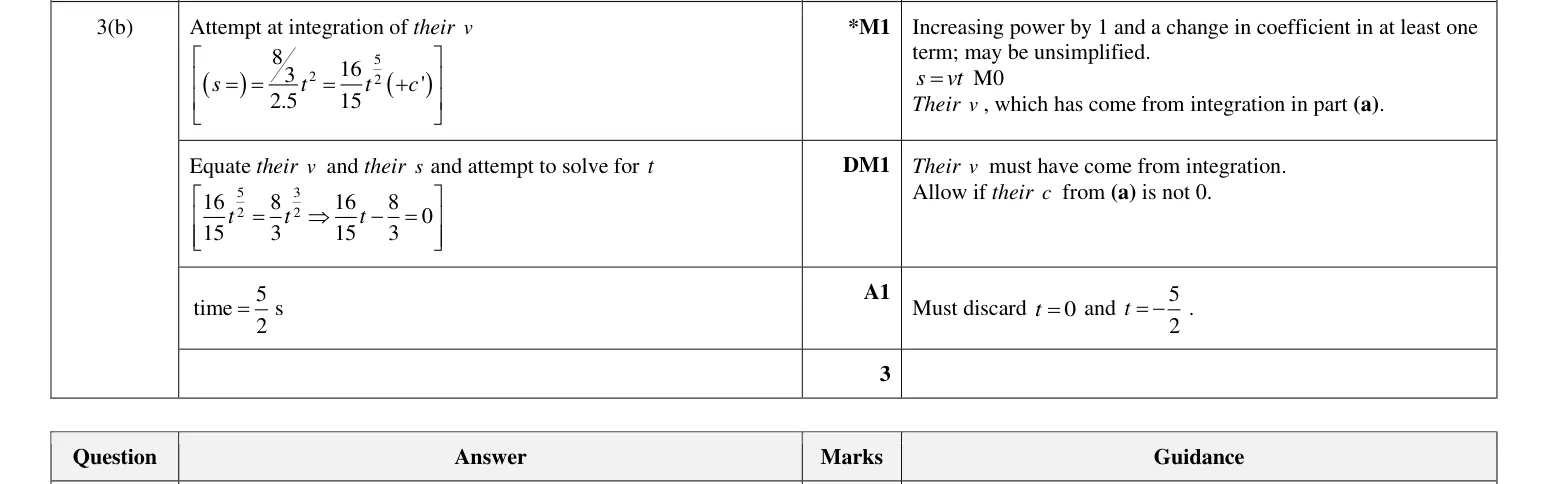 3(b)
Attempt at integration of their v
*M1
Increasing power by 1 and a change in coefficient in at least one
term; may be unsimplified.
s = vt M0
Their v , which has come from integration in part (a).
[(s =) = (8/3)/2.5 t^2 = 16/15 t^(5/2) (+c')]
Equate their v and their s and attempt to solve for t
DM1
Their v must have come from integration.
Allow if their c from (a) is not 0.
[16/15 t^(5/2) = 8/3 t^(3/2) ⇒ 16/15 t − 8/3 = 0]
time = 5/2 s
A1
Must discard t = 0 and t = −5/2 .
3
Question Answer Marks Guidance